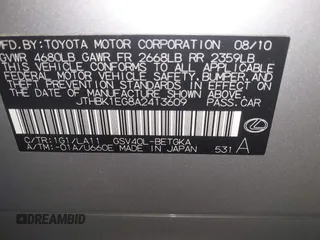 MFD. BY: TOYOTA MOTOR CORPORATION 08/10
GVWR 4680LB GAWR FR 2668LB RR 2359LB
THIS VEHICLE CONFORMS TO ALL APPLICABLE
FEDERAL MOTOR VEHICLE SAFETY, BUMPER, AND
THEFT PREVENTION STANDARDS IN EFFECT ON
THE DATE OF MANUFACTURE SHOWN ABOVE.
JTHBK1EG8A24T3609 PASS.CAR
C/TR:1G1/LA11 GSV40L-BETGKA
A/TM:-01A/U660E MADE IN JAPAN 531 A
DREAMBID